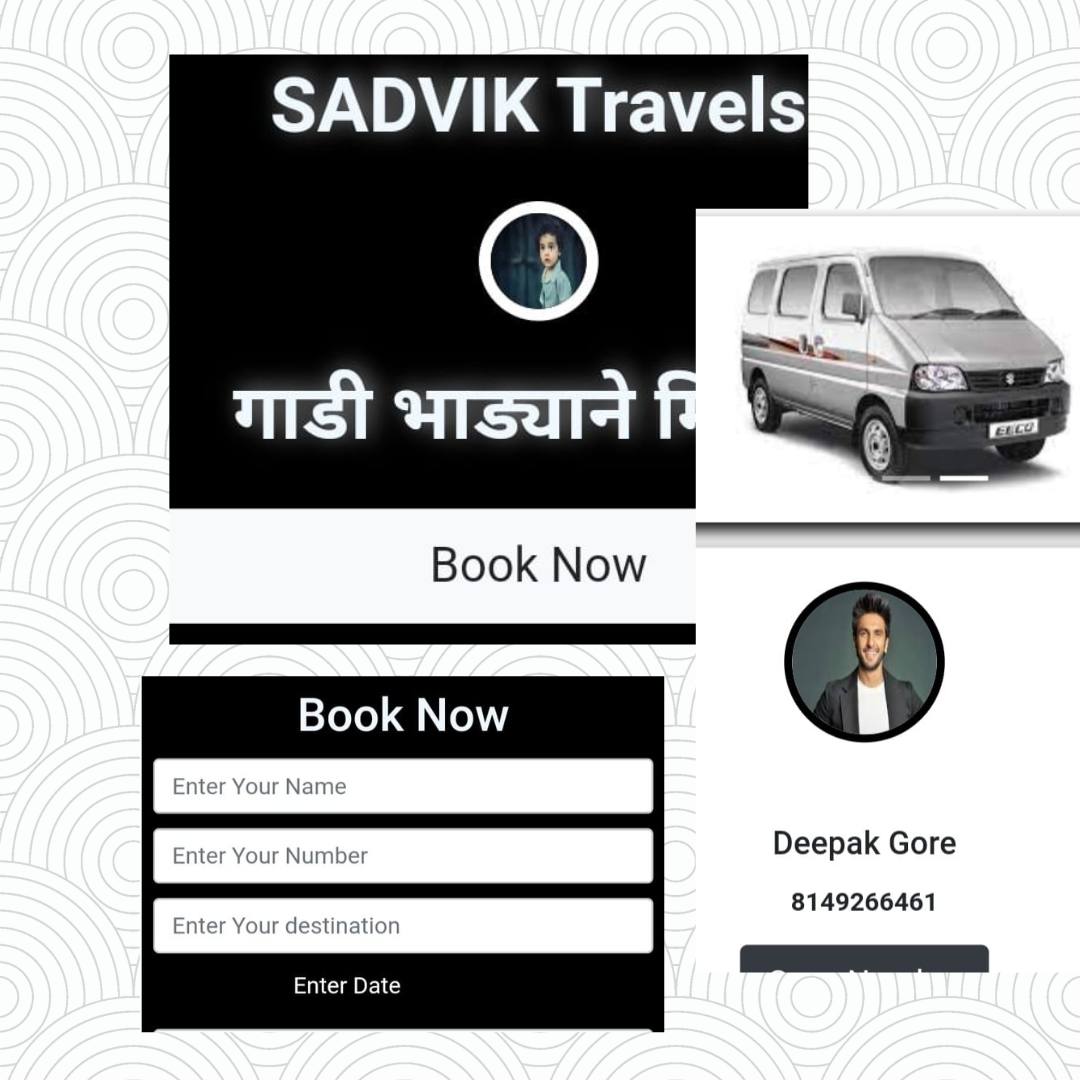 SADVIK Travels
गाडी भाड्याने
Book Now
EECO
Book Now
Enter Your Name
Enter Your Number
Enter Your destination
Enter Date
Deepak Gore
8149266461